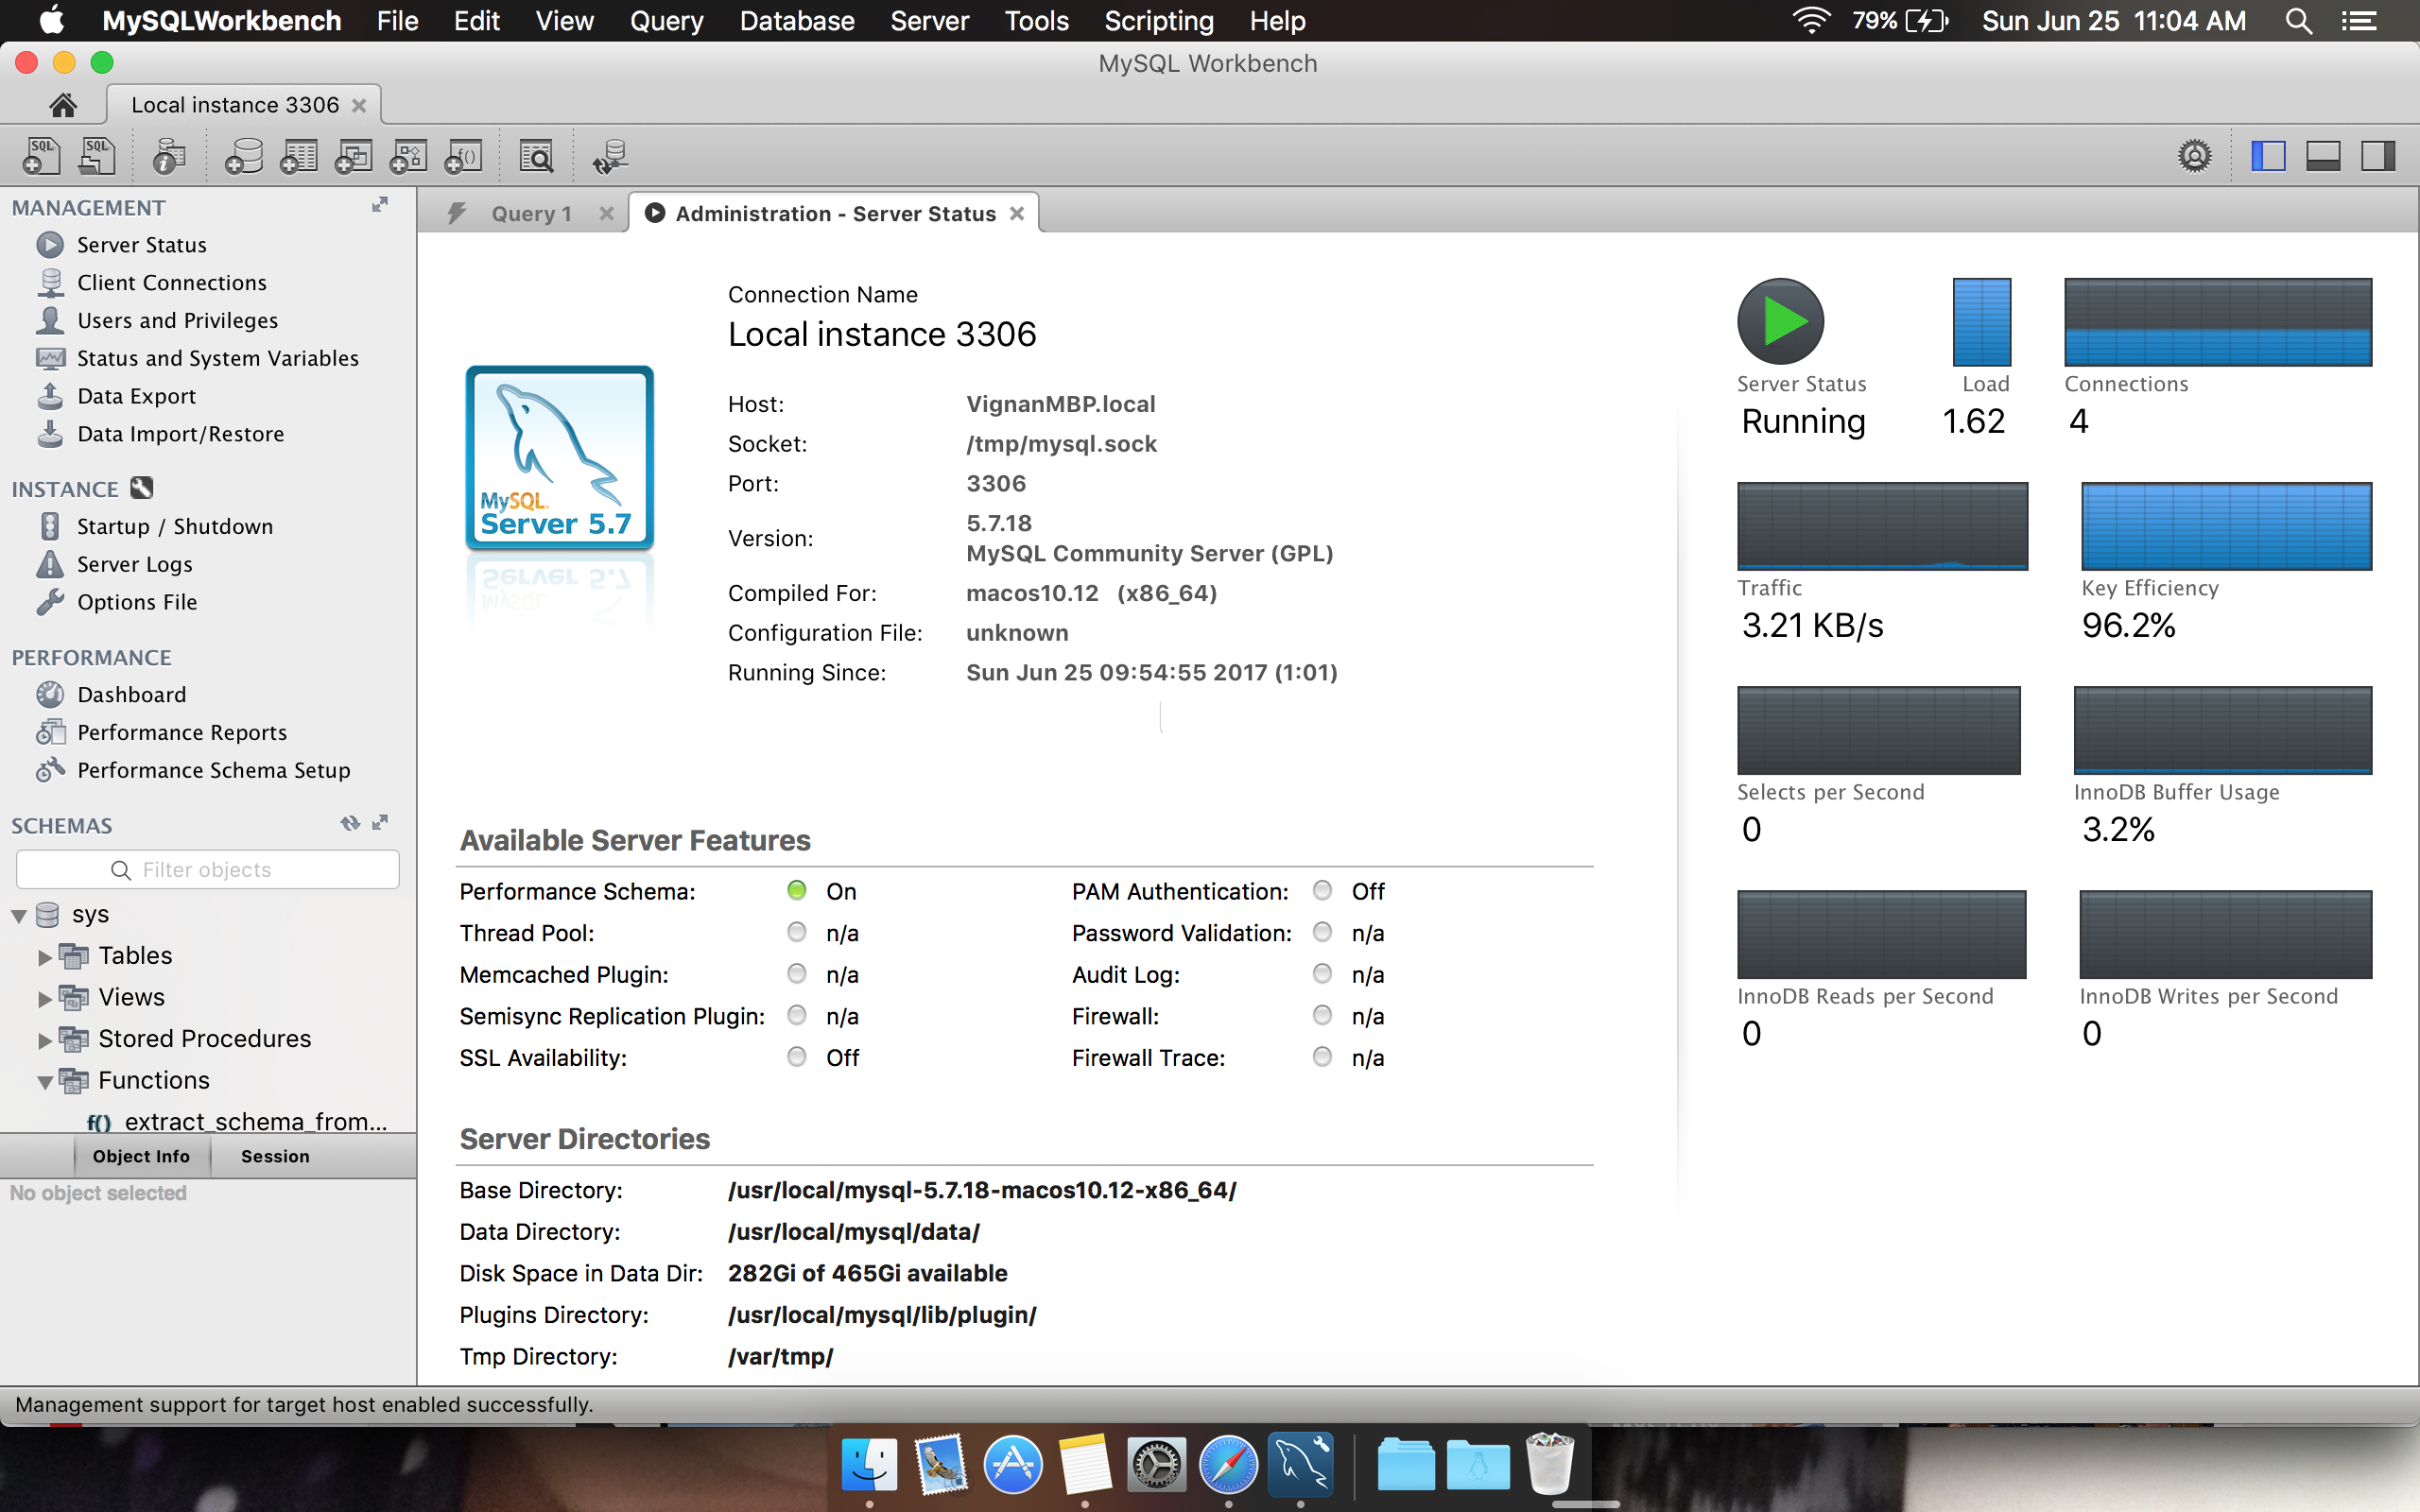 MySQLWorkbench File Edit View Query Database Server Tools Scripting Help 79% Sun Jun 25 11:04 AM
MySQL Workbench
Local instance 3306
SQL SQL f()
MANAGEMENT
Server Status
Client Connections
Users and Privileges
Status and System Variables
Data Export
Data Import/Restore
INSTANCE
Startup / Shutdown
Server Logs
Options File
PERFORMANCE
Dashboard
Performance Reports
Performance Schema Setup
SCHEMAS
Filter objects
sys
Tables
Views
Stored Procedures
Functions
f() extract_schema_from...
Object Info Session
No object selected
Query 1 Administration - Server Status
MySQL
Server 5.7
Connection Name
Local instance 3306
Host: VignanMBP.local
Socket: /tmp/mysql.sock
Port: 3306
Version: 5.7.18
MySQL Community Server (GPL)
Compiled For: macos10.12 (x86_64)
Configuration File: unknown
Running Since: Sun Jun 25 09:54:55 2017 (1:01)
Available Server Features
Performance Schema: On PAM Authentication: Off
Thread Pool: n/a Password Validation: n/a
Memcached Plugin: n/a Audit Log: n/a
Semisync Replication Plugin: n/a Firewall: n/a
SSL Availability: Off Firewall Trace: n/a
Server Directories
Base Directory: /usr/local/mysql-5.7.18-macos10.12-x86_64/
Data Directory: /usr/local/mysql/data/
Disk Space in Data Dir: 282Gi of 465Gi available
Plugins Directory: /usr/local/mysql/lib/plugin/
Tmp Directory: /var/tmp/
Server Status Load Connections
Running 1.62 4
Traffic Key Efficiency
3.21 KB/s 96.2%
Selects per Second InnoDB Buffer Usage
0 3.2%
InnoDB Reads per Second InnoDB Writes per Second
0 0
Management support for target host enabled successfully.